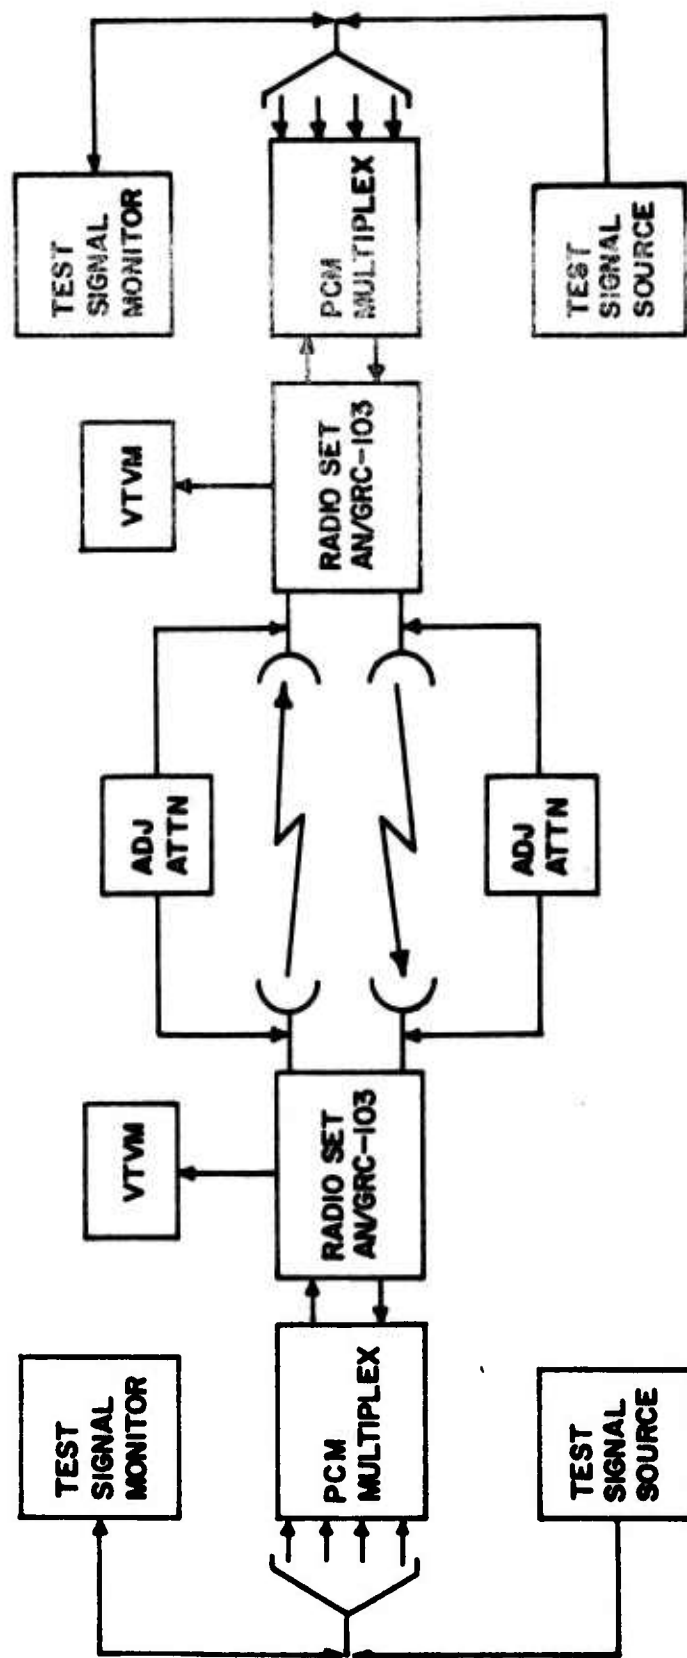 TEST
SIGNAL
MONITOR
TEST
SIGNAL
MONITOR
VTVM
VTVM
ADJ
ATTN
PCM
MULTIPLEX
RADIO SET
AN/GRC-103
RADIO SET
AN/GRC-103
PCM
MULTIPLEX
ADJ
ATTN
TEST
SIGNAL
SOURCE
TEST
SIGNAL
SOURCE